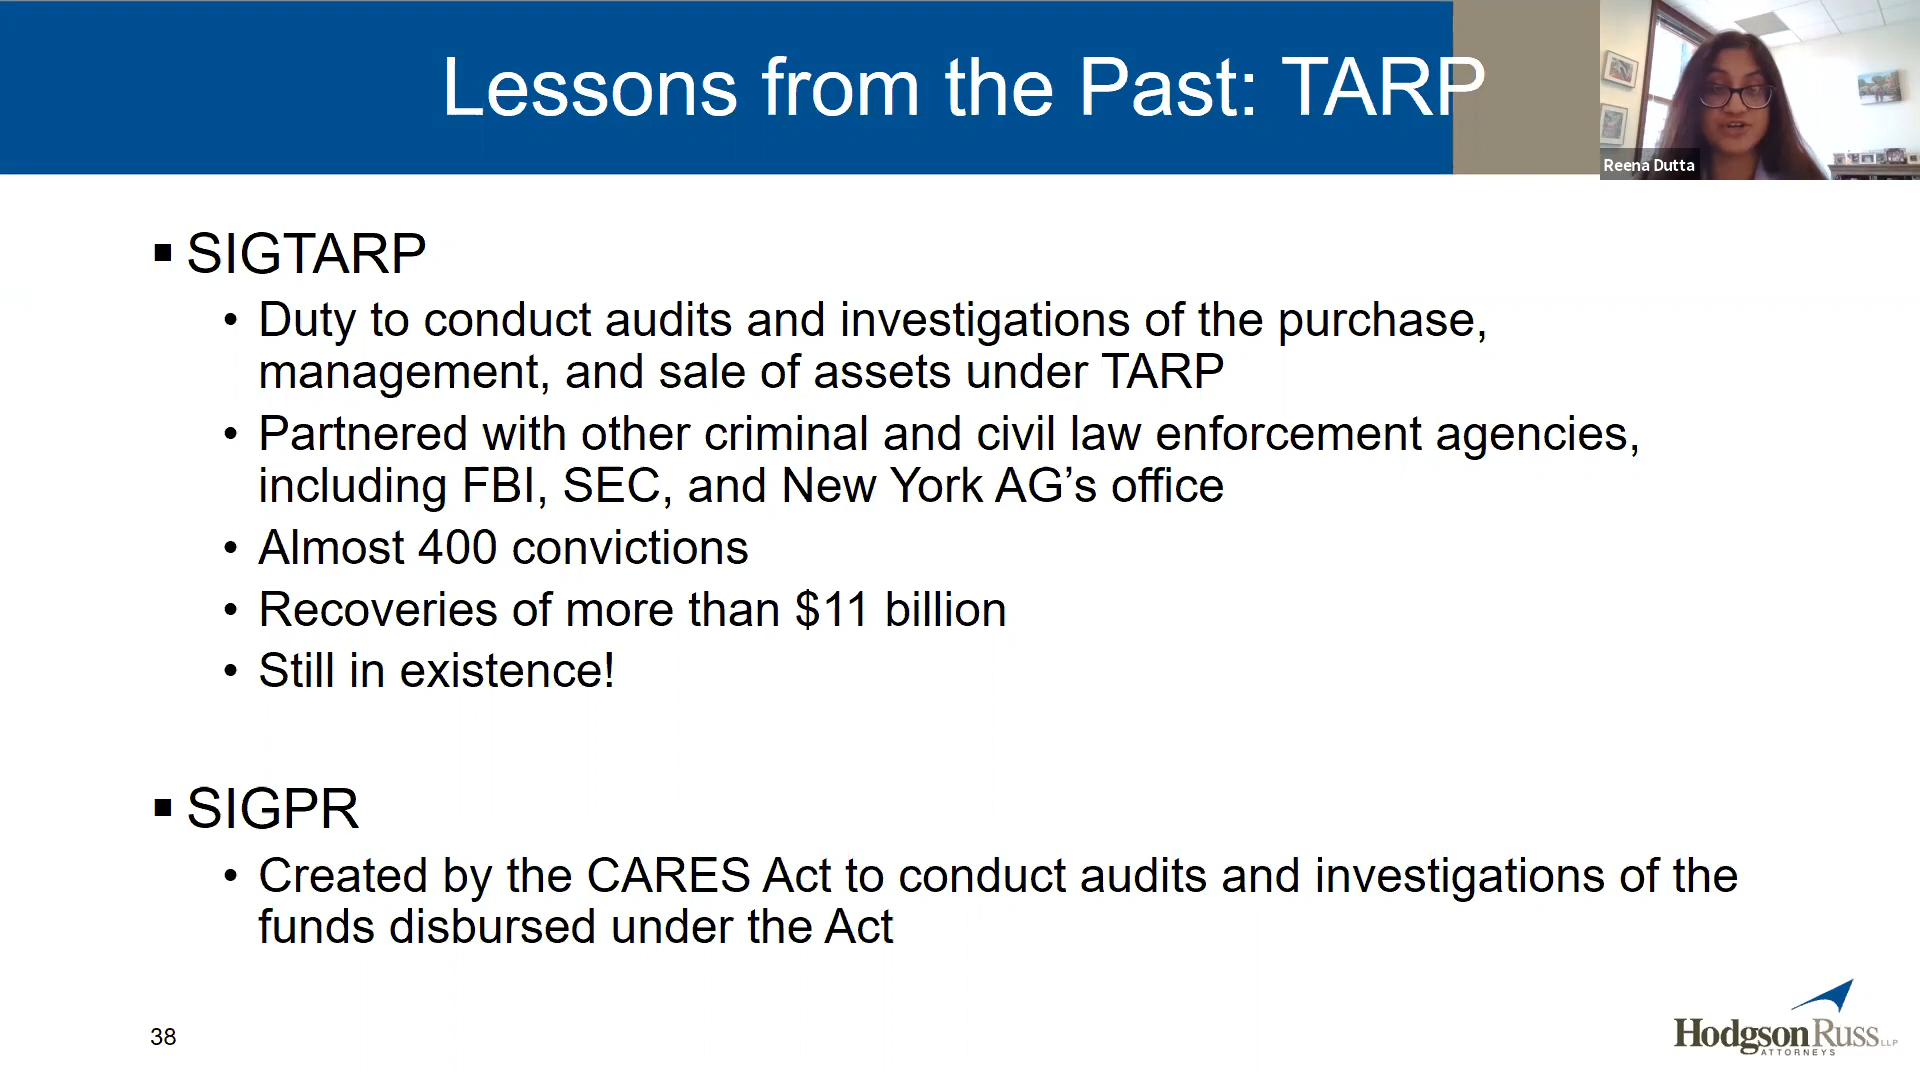 Lessons from the Past: TARP
Reena Dutta
▪ SIGTARP
• Duty to conduct audits and investigations of the purchase,
management, and sale of assets under TARP
• Partnered with other criminal and civil law enforcement agencies,
including FBI, SEC, and New York AG’s office
• Almost 400 convictions
• Recoveries of more than $11 billion
• Still in existence!
▪ SIGPR
• Created by the CARES Act to conduct audits and investigations of the
funds disbursed under the Act
38
HodgsonRuss LLP
ATTORNEYS